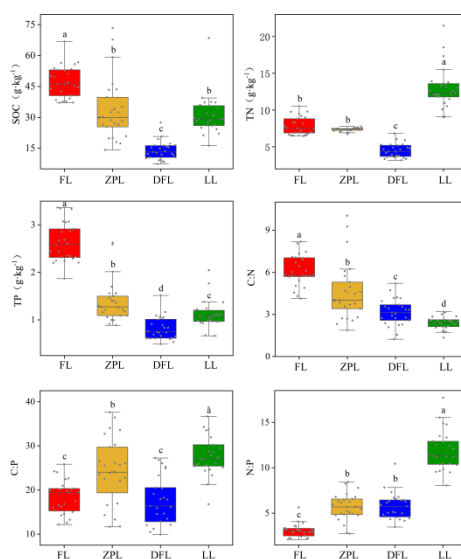 SOC (g·kg⁻¹)
75
60
45
30
15
a
b
c
b
FL
ZPL
DFL
LL
TN (g·kg⁻¹)
20
15
10
5
b
b
c
a
FL
ZPL
DFL
LL
TP (g·kg⁻¹)
3
2
1
a
b
d
c
FL
ZPL
DFL
LL
C:N
9
6
3
0
a
b
c
d
FL
ZPL
DFL
LL
C:P
40
30
20
10
c
b
c
a
FL
ZPL
DFL
LL
N:P
15
10
5
c
b
b
a
FL
ZPL
DFL
LL